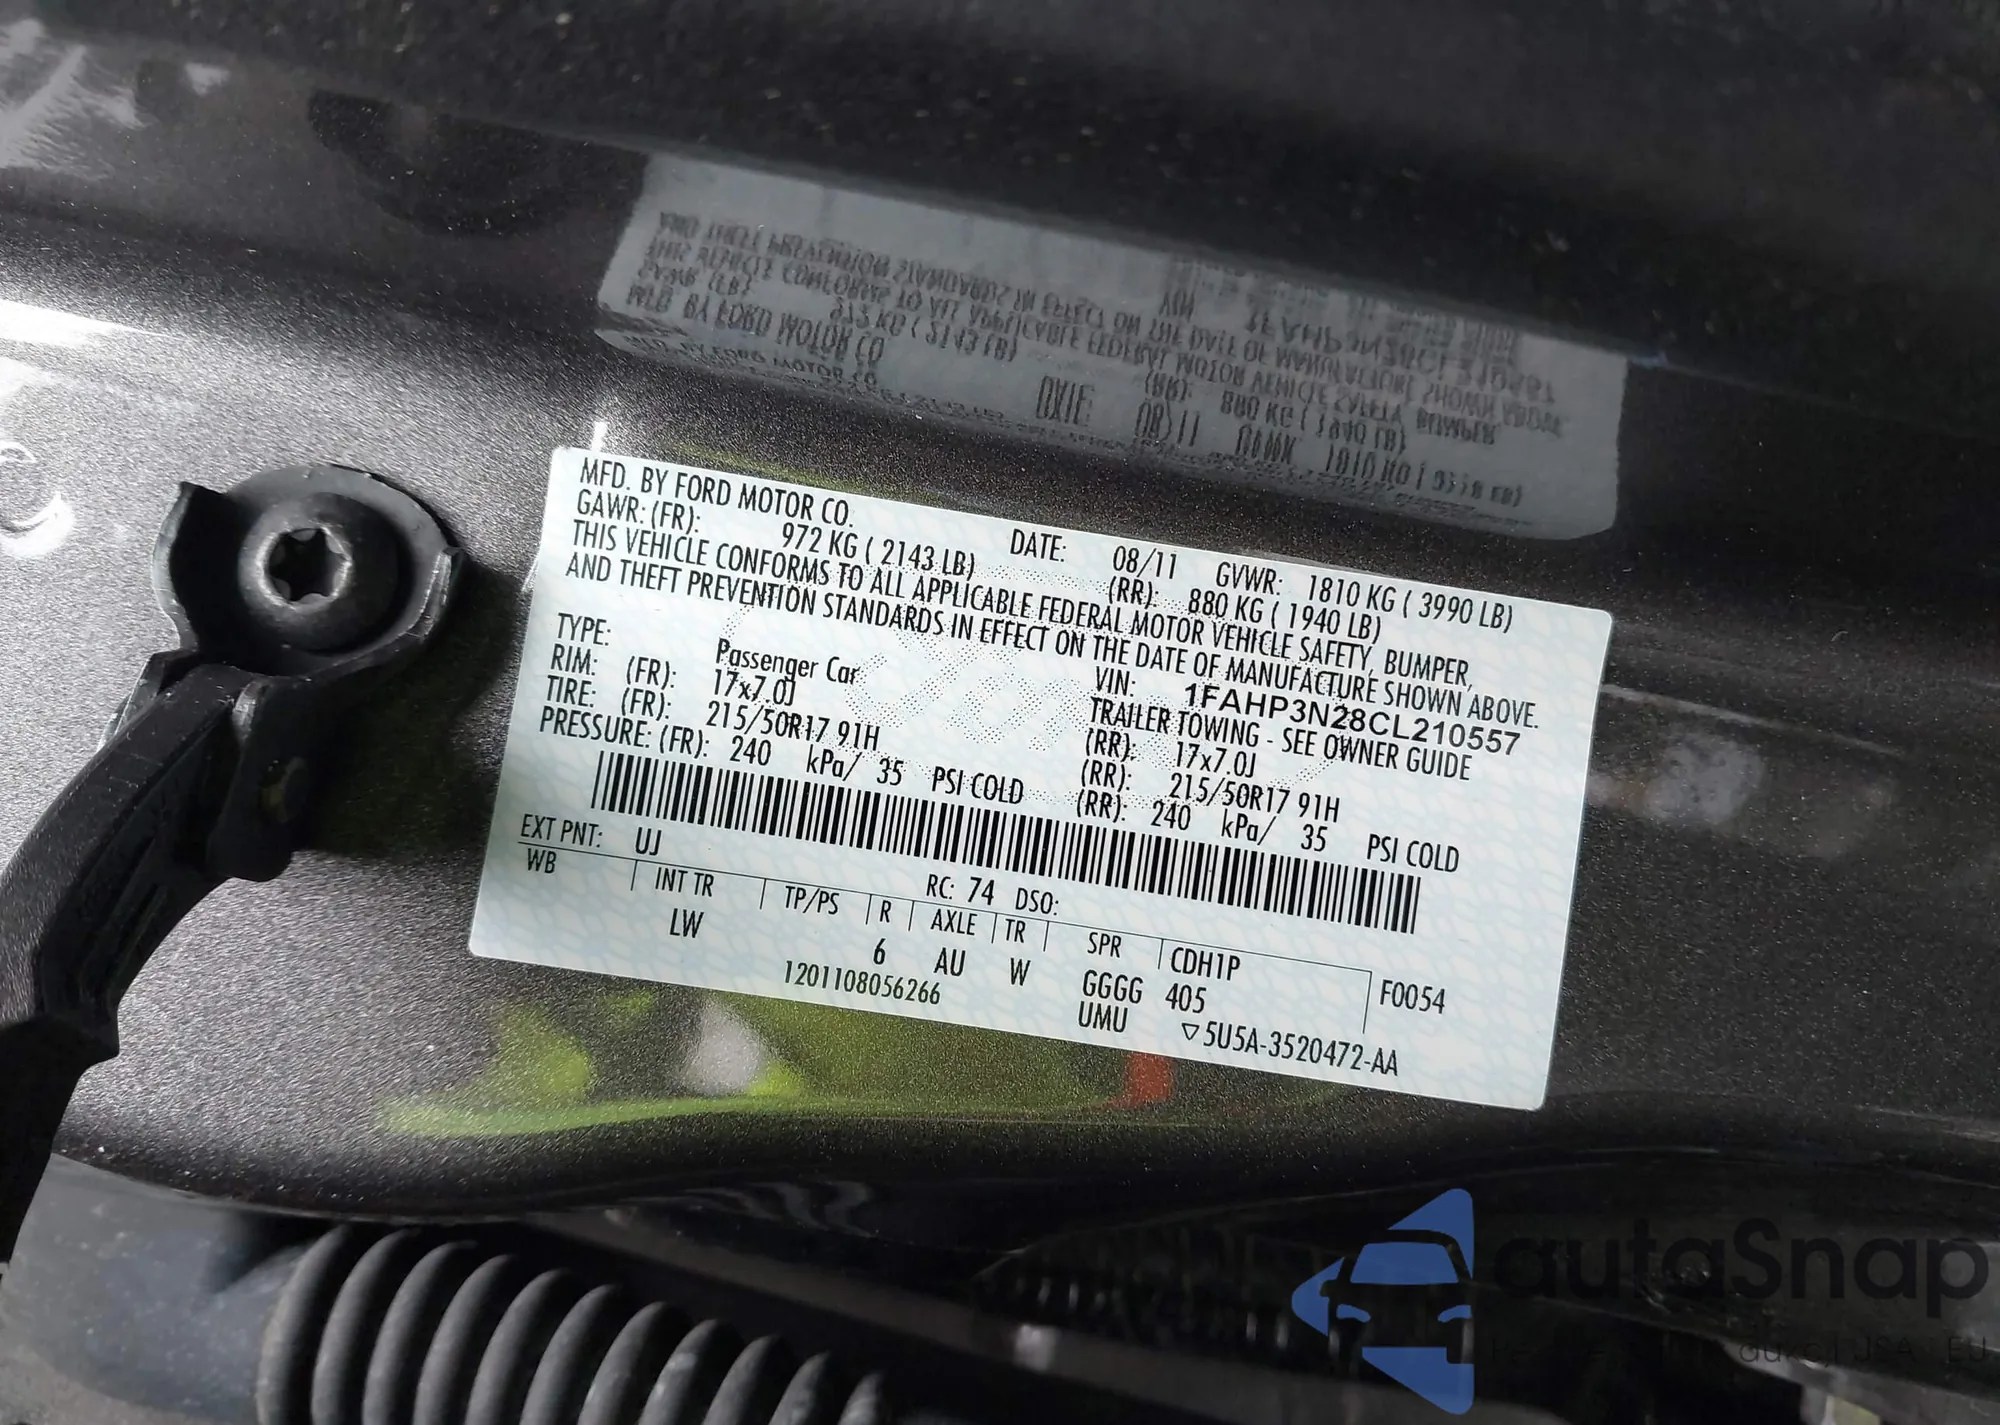 MFD. BY FORD MOTOR CO. DATE: 08/11 GVWR: 1810 KG ( 3990 LB)
GAWR: (FR): 972 KG ( 2143 LB) (RR): 880 KG ( 1940 LB)
THIS VEHICLE CONFORMS TO ALL APPLICABLE FEDERAL MOTOR VEHICLE SAFETY, BUMPER,
AND THEFT PREVENTION STANDARDS IN EFFECT ON THE DATE OF MANUFACTURE SHOWN ABOVE.
VIN: 1FAHP3N28CL210557
TYPE: Passenger Car TRAILER TOWING - SEE OWNER GUIDE
RIM: (FR): 17x7.0J (RR): 17x7.0J
TIRE: (FR): 215/50R17 91H (RR): 215/50R17 91H
PRESSURE: (FR): 240 kPa/ 35 PSI COLD (RR): 240 kPa/ 35 PSI COLD
EXT PNT: UJ RC: 74 DSO:
WB INT TR TP/PS R AXLE TR SPR CDH1P F0054
LW 6 AU W GGGG 405
1201108056266 UMU ▽5U5A-3520472-AA
autoSnap